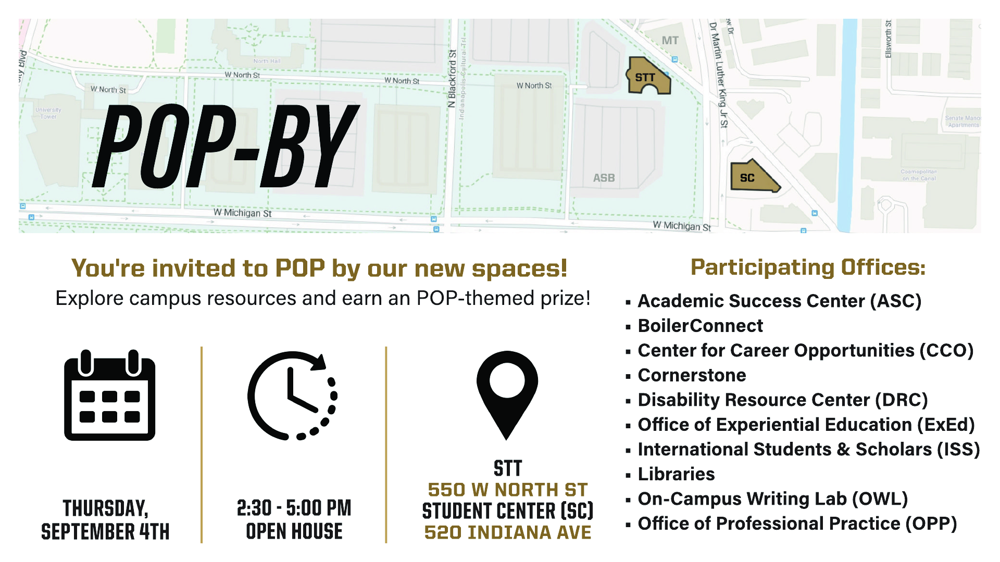 MT
North Hall
W North St
W North St
W North St
W North St
N Blackford St
Indianapolis-Cultural-Trl
STT
Dr Martin Luther King Jr St
Ellsworth St
University
Tower
Senate Mano
Apartments
POP-BY
ASB
SC
Cosmopolitan
on the Canal
W Michigan St
W Michigan St
You're invited to POP by our new spaces!
Explore campus resources and earn an POP-themed prize!
THURSDAY,
SEPTEMBER 4TH
2:30 - 5:00 PM
OPEN HOUSE
STT
550 W NORTH ST
STUDENT CENTER (SC)
520 INDIANA AVE
Participating Offices:
▪ Academic Success Center (ASC)
▪ BoilerConnect
▪ Center for Career Opportunities (CCO)
▪ Cornerstone
▪ Disability Resource Center (DRC)
▪ Office of Experiential Education (ExEd)
▪ International Students & Scholars (ISS)
▪ Libraries
▪ On-Campus Writing Lab (OWL)
▪ Office of Professional Practice (OPP)